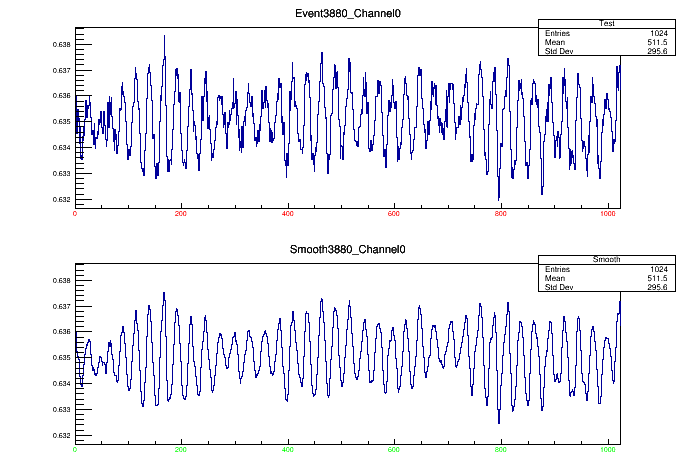 Event3880_Channel0
Test
Entries 1024
Mean 511.5
Std Dev 295.6
0.638
0.637
0.636
0.635
0.634
0.633
0.632
0 200 400 600 800 1000
Smooth3880_Channel0
Smooth
Entries 1024
Mean 511.5
Std Dev 295.6
0.638
0.637
0.636
0.635
0.634
0.633
0.632
0 200 400 600 800 1000